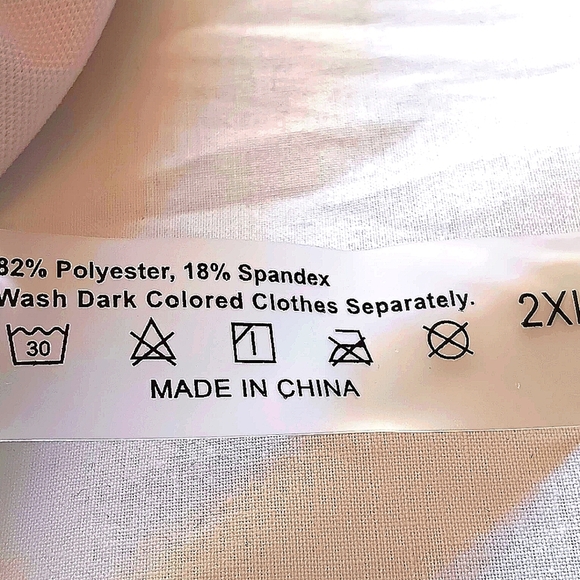 82% Polyester, 18% Spandex
Wash Dark Colored Clothes Separately.
2XL
30
MADE IN CHINA